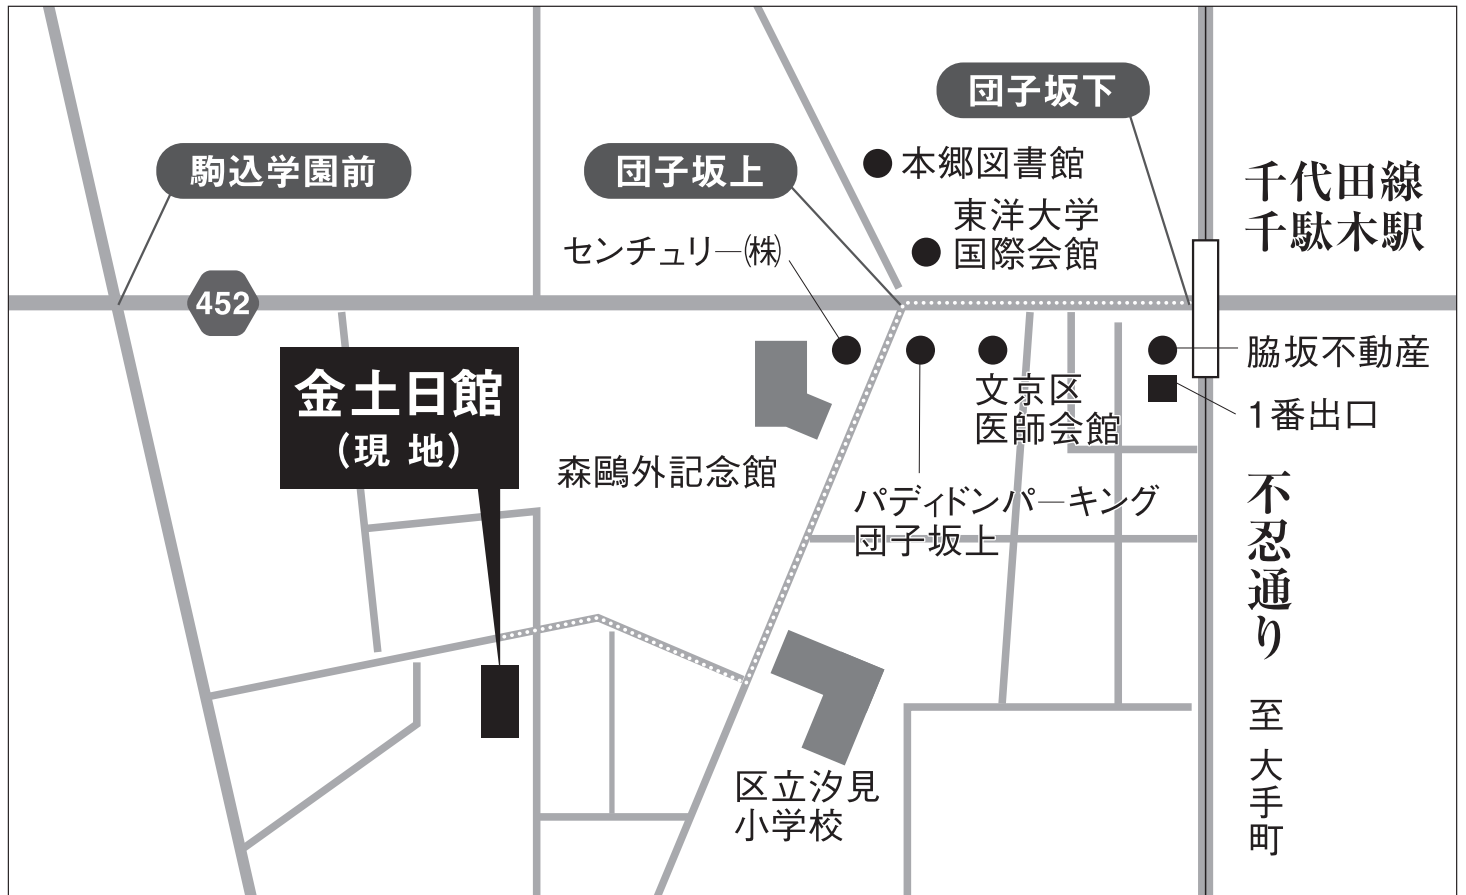 団子坂下
駒込学園前
団子坂上
本郷図書館
千代田線
千駄木駅
東洋大学
国際会館
センチュリー㈱
452
脇坂不動産
金土日館
（現 地）
文京区
医師会館
1番出口
森鷗外記念館
パディドンパーキング
団子坂上
不忍通り
至 大手町
区立汐見
小学校